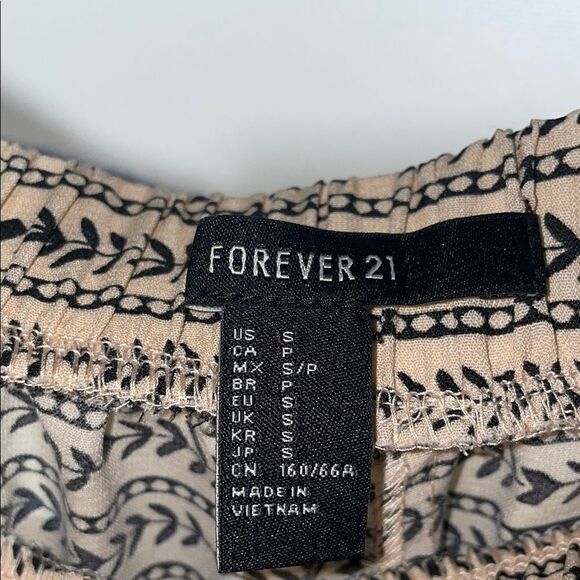 FOREVER 21
US S
CA P
MX S/P
BR P
EU S
UK S
KR S
JP S
CN 160/66A
MADE IN
VIETNAM